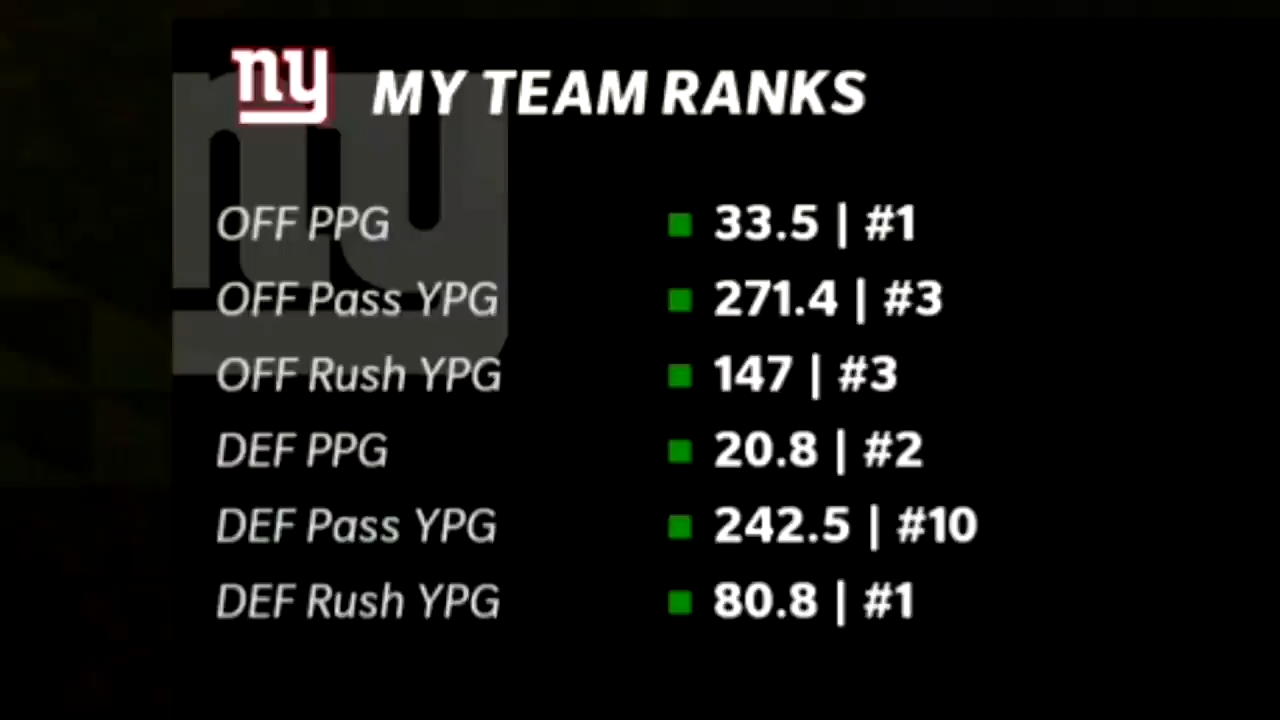 ny MY TEAM RANKS
OFF PPG 33.5 | #1
OFF Pass YPG 271.4 | #3
OFF Rush YPG 147 | #3
DEF PPG 20.8 | #2
DEF Pass YPG 242.5 | #10
DEF Rush YPG 80.8 | #1